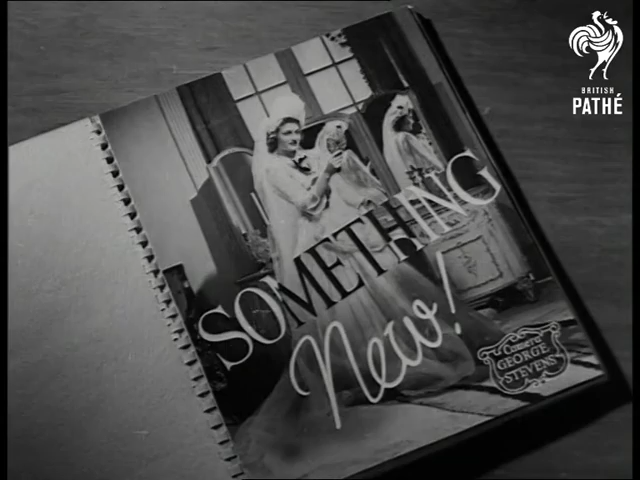 BRITISH
PATHÉ
SOMETHING
New!
Camera
GEORGE
STEVENS